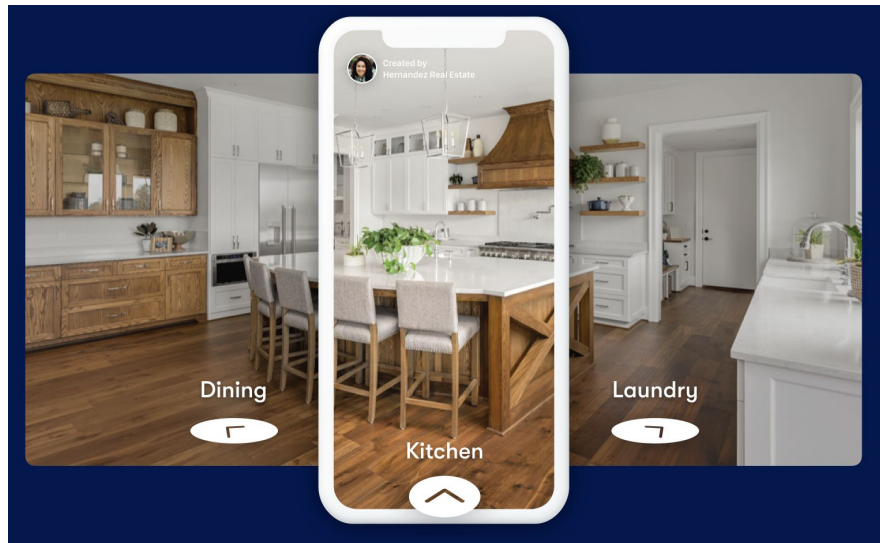 Created by
Hernandez Real Estate
Dining
Laundry
Kitchen